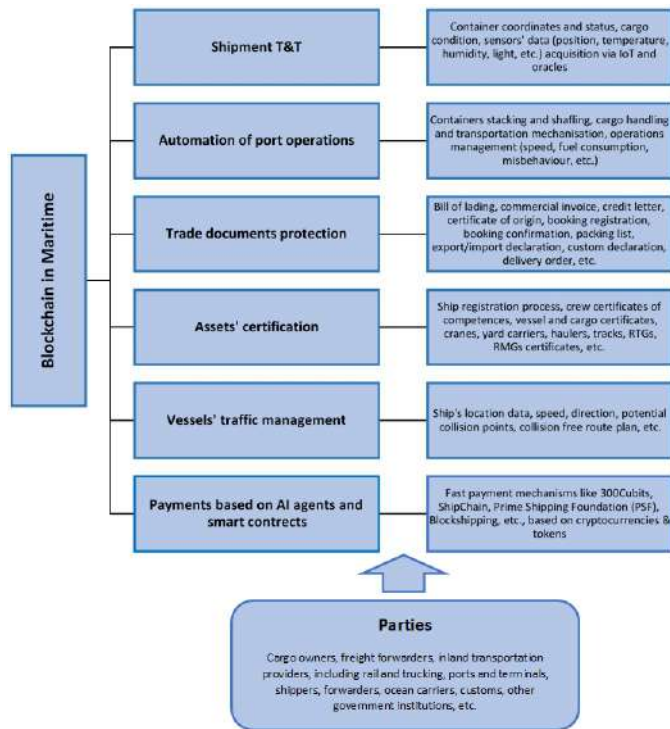 Blockchain in Maritime
Shipment T&T
Container coordinates and status, cargo
condition, sensors' data (position, temperature,
humidity, light, etc.) acquisition via IoT and
oracles
Automation of port operations
Containers stacking and shafling, cargo handling
and transportation mechanisation, operations
management (speed, fuel consumption,
misbehaviour, etc.)
Trade documents protection
Bill of lading, commercial invoice, credit letter,
certificate of origin, booking registration,
booking confirmation, packing list,
export/import declaration, custom declaration,
delivery order, etc.
Assets' certification
Ship registration process, crew certificates of
competences, vessel and cargo certificates,
cranes, yard carriers, haulers, tracks, RTGs,
RMGs certificates, etc.
Vessels' traffic management
Ship's location data, speed, direction, potential
collision points, collision free route plan, etc.
Payments based on AI agents and
smart contrects
Fast payment mechanisms like 300Cubits,
ShipChain, Prime Shipping Foundation (PSF),
Blockshipping, etc., based on cryptocurrencies &
tokens
Parties
Cargo owners, freight forwarders, inland transportation
providers, including rail and trucking, ports and terminals,
shippers, forwarders, ocean carriers, customs, other
government institutions, etc.